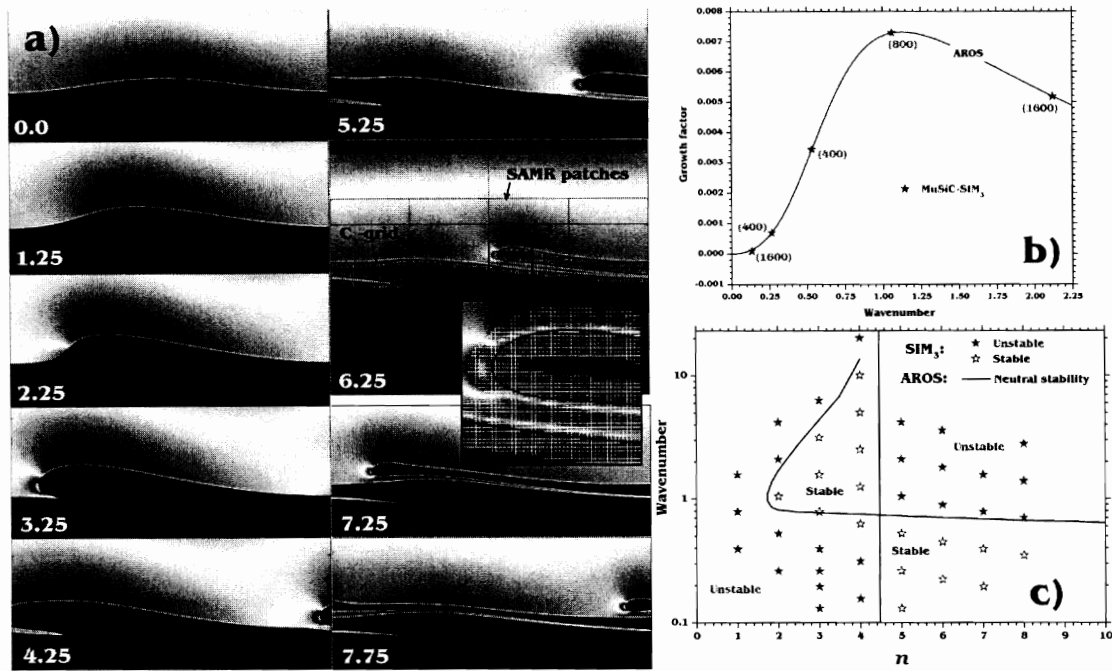 a)
0.0
1.25
2.25
3.25
4.25
5.25
SAMR patches
6.25
7.25
7.75
0.008
0.007
0.006
0.005
0.004
0.003
0.002
0.001
0.000
-0.001
Growth factor
(800)
AROS
(1600)
(400)
MuSiC-SIM3
(400)
(1600)
b)
0.00 0.25 0.50 0.75 1.00 1.25 1.50 1.75 2.00 2.25
Wavenumber
SIM3: Unstable
Stable
AROS: Neutral stability
10
1
0.1
Wavenumber
Unstable
Stable
Stable
Unstable
c)
0 1 2 3 4 5 6 7 8 9 10
n